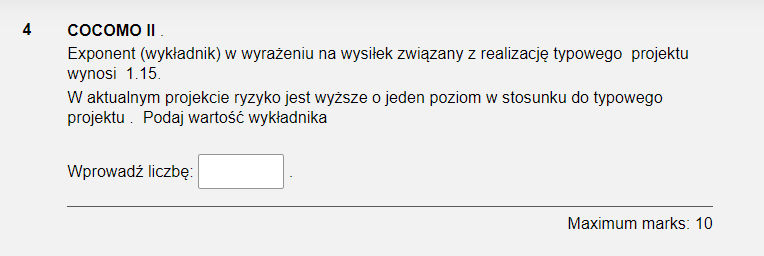 4 COCOMO II .
Exponent (wykładnik) w wyrażeniu na wysiłek związany z realizację typowego projektu
wynosi 1.15.
W aktualnym projekcie ryzyko jest wyższe o jeden poziom w stosunku do typowego
projektu . Podaj wartość wykładnika
Wprowadź liczbę: .
Maximum marks: 10